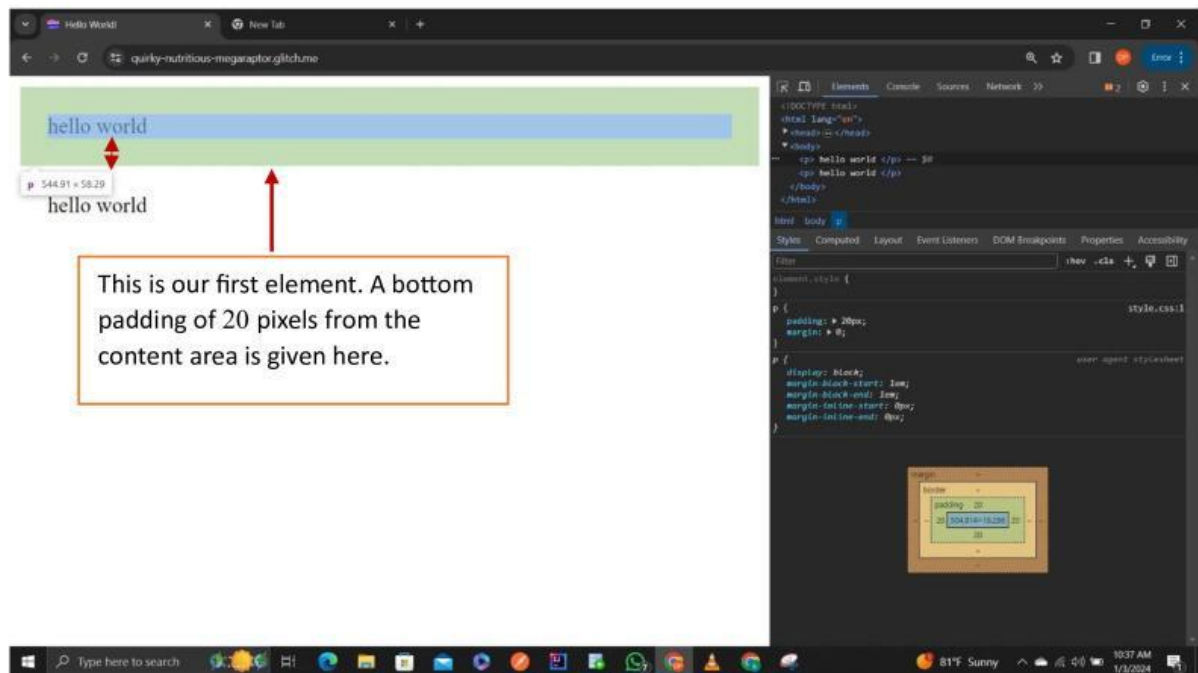 Hello World!
New Tab
quirky-nutritious-megaraptor.glitch.me
Error
hello world
p 544.91 × 58.29
hello world
This is our first element. A bottom
padding of 20 pixels from the
content area is given here.
Elements Console Sources Network
2
<!DOCTYPE html>
<html lang="en">
<head> </head>
<body>
<p> hello world </p> == $0
<p> hello world </p>
</body>
</html>
html body p
Styles Computed Layout Event Listeners DOM Breakpoints Properties Accessibility
Filter :hov .cls
element.style {
}
p { style.css:1
padding: 20px;
margin: 0;
}
p { user agent stylesheet
display: block;
margin-block-start: 1em;
margin-block-end: 1em;
margin-inline-start: 0px;
margin-inline-end: 0px;
}
margin -
border -
padding 20
- - 20 20 - -
20
-
-
Type here to search
81°F Sunny
10:37 AM
1/3/2024